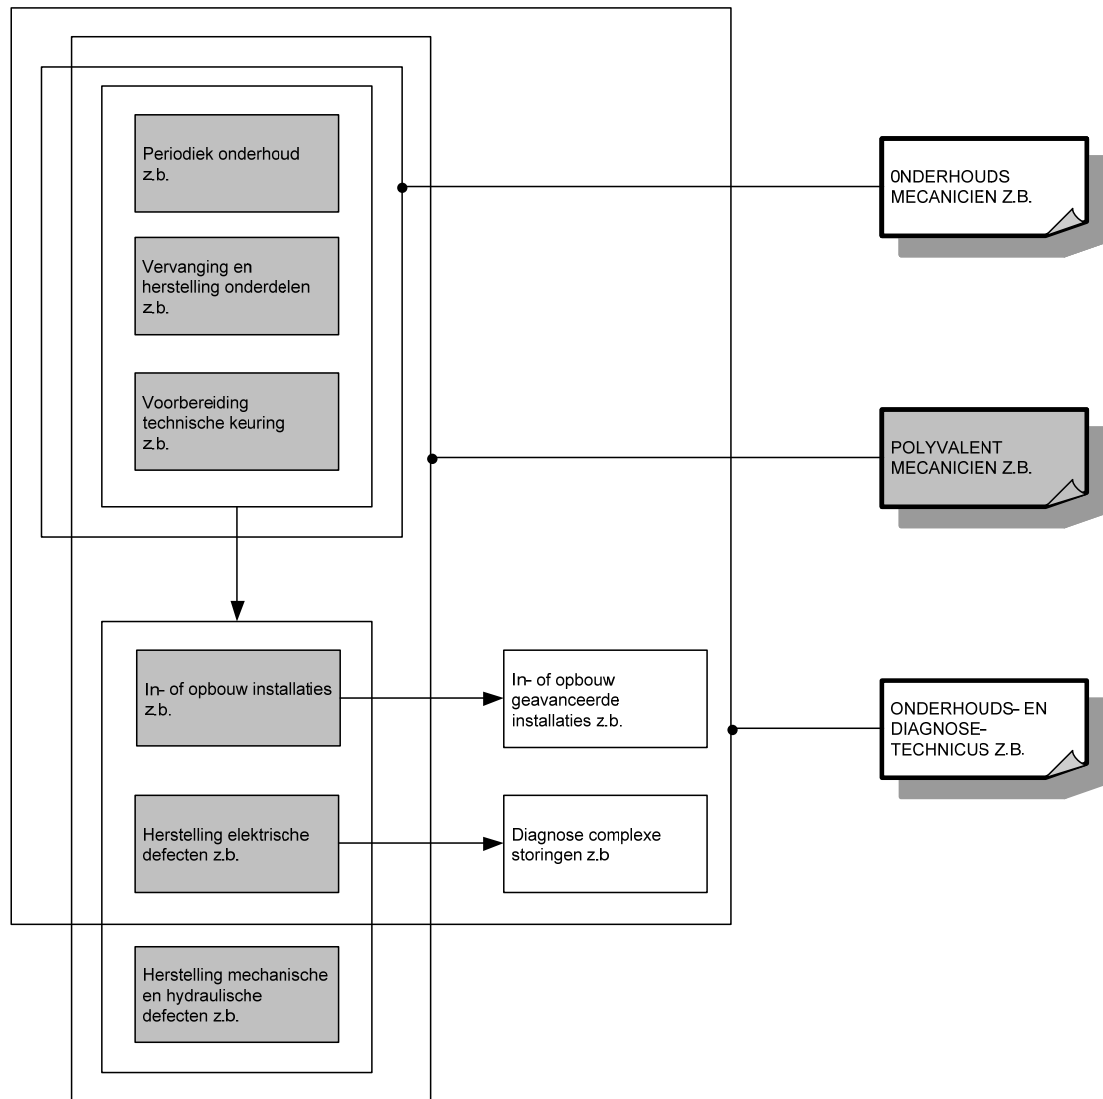 Periodiek onderhoud
z.b.
0NDERHOUDS
MECANICIEN Z.B.
Vervanging en
herstelling onderdelen
z.b.
Voorbereiding
technische keuring
z.b.
POLYVALENT
MECANICIEN Z.B.
In- of opbouw installaties
z.b.
In- of opbouw
geavanceerde
installaties z.b.
ONDERHOUDS- EN
DIAGNOSE-
TECHNICUS Z.B.
Herstelling elektrische
defecten z.b.
Diagnose complexe
storingen z.b
Herstelling mechanische
en hydraulische
defecten z.b.